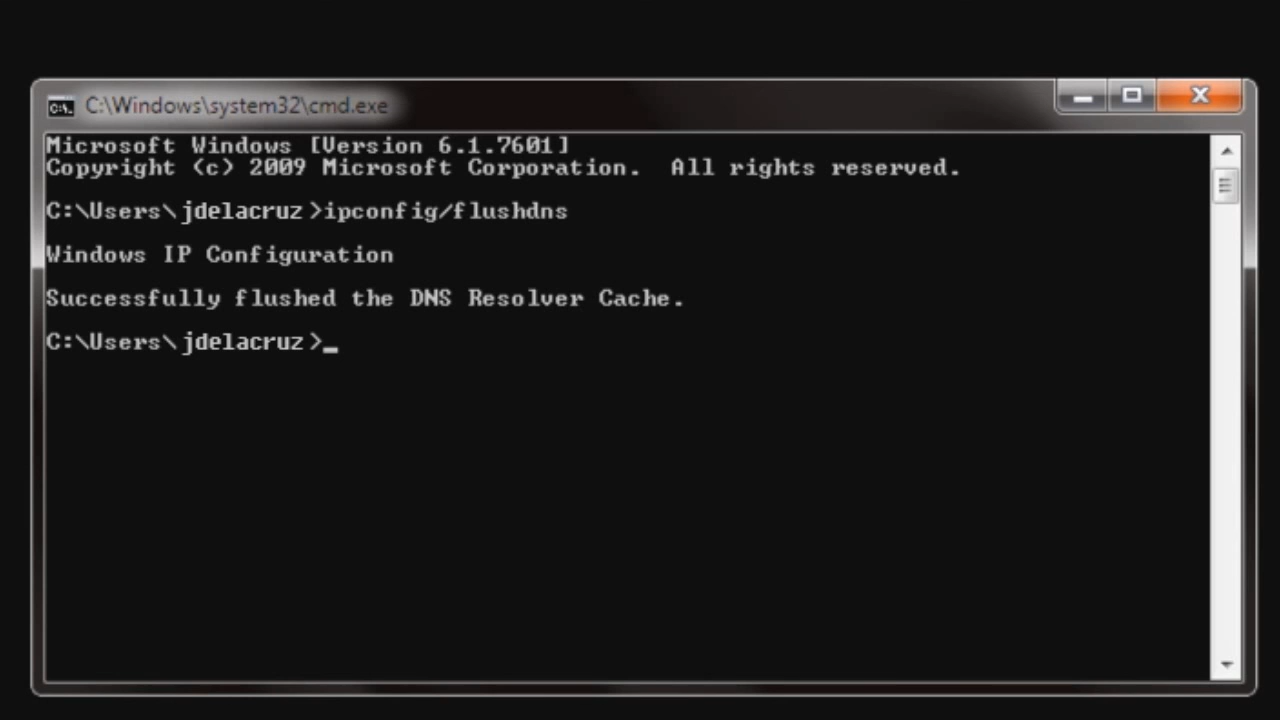 C:\Windows\system32\cmd.exe
Microsoft Windows [Version 6.1.7601]
Copyright (c) 2009 Microsoft Corporation.  All rights reserved.
C:\Users\jdelacruz>ipconfig/flushdns
Windows IP Configuration
Successfully flushed the DNS Resolver Cache.
C:\Users\jdelacruz>_